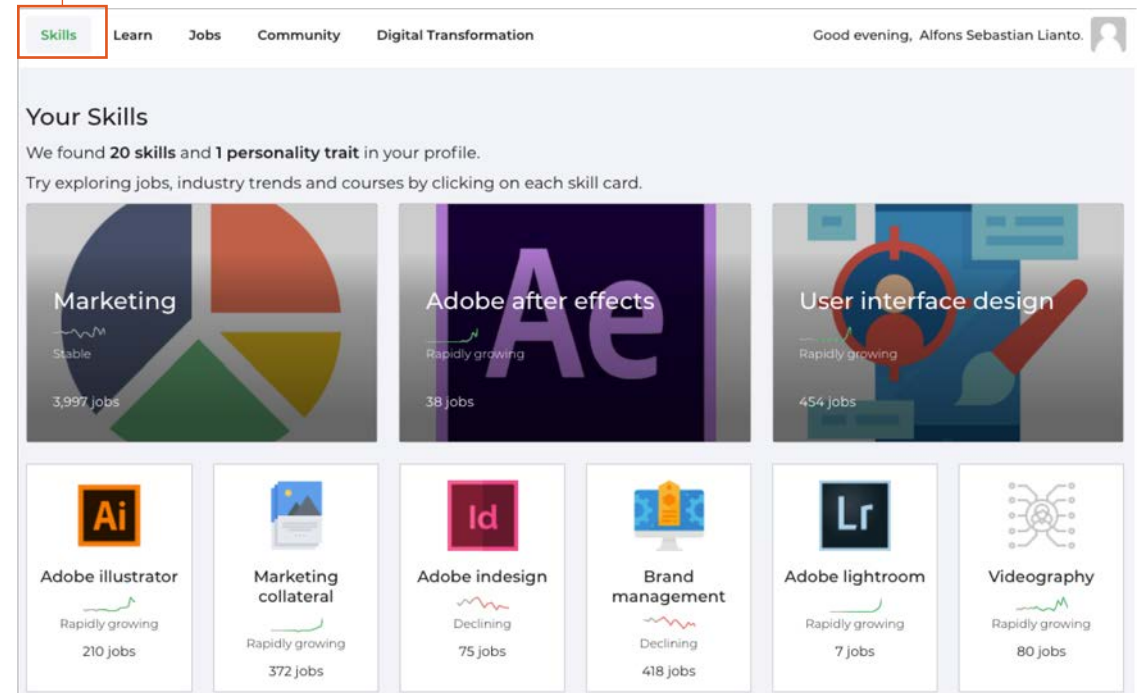 Skills Learn Jobs Community Digital Transformation Good evening, Alfons Sebastian Lianto.
Your Skills
We found 20 skills and 1 personality trait in your profile.
Try exploring jobs, industry trends and courses by clicking on each skill card.
Marketing
Stable
3,997 jobs
Ae
Adobe after effects
Rapidly growing
38 jobs
User interface design
Rapidly growing
454 jobs
Ai
Adobe illustrator
Rapidly growing
210 jobs
Marketing
collateral
Rapidly growing
372 jobs
Id
Adobe indesign
Declining
75 jobs
Brand
management
Declining
418 jobs
Lr
Adobe lightroom
Rapidly growing
7 jobs
Videography
Rapidly growing
80 jobs